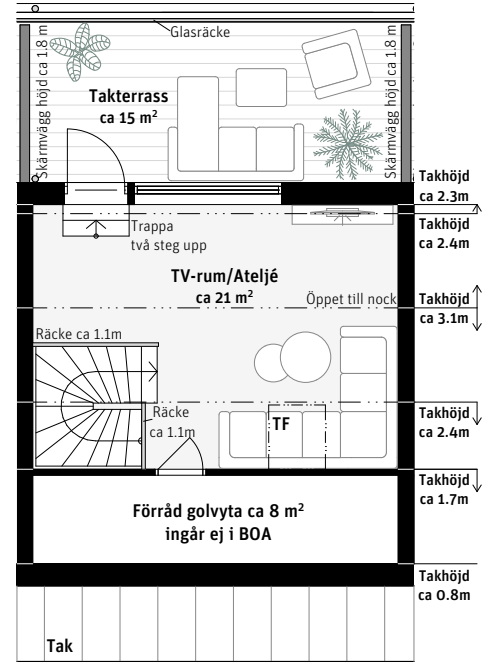 Glasräcke
Skärmvägg höjd ca 1.8 m
Skärmvägg höjd ca 1.8 m
Takterrass
ca 15 m²
Takhöjd
ca 2.3m
Trappa
två steg upp
Takhöjd
ca 2.4m
TV-rum/Ateljé
ca 21 m²
Öppet till nock
Takhöjd
ca 3.1m
Räcke ca 1.1m
Räcke
ca 1.1m
TF
Takhöjd
ca 2.4m
Takhöjd
ca 1.7m
Förråd golvyta ca 8 m²
ingår ej i BOA
Takhöjd
ca 0.8m
Tak